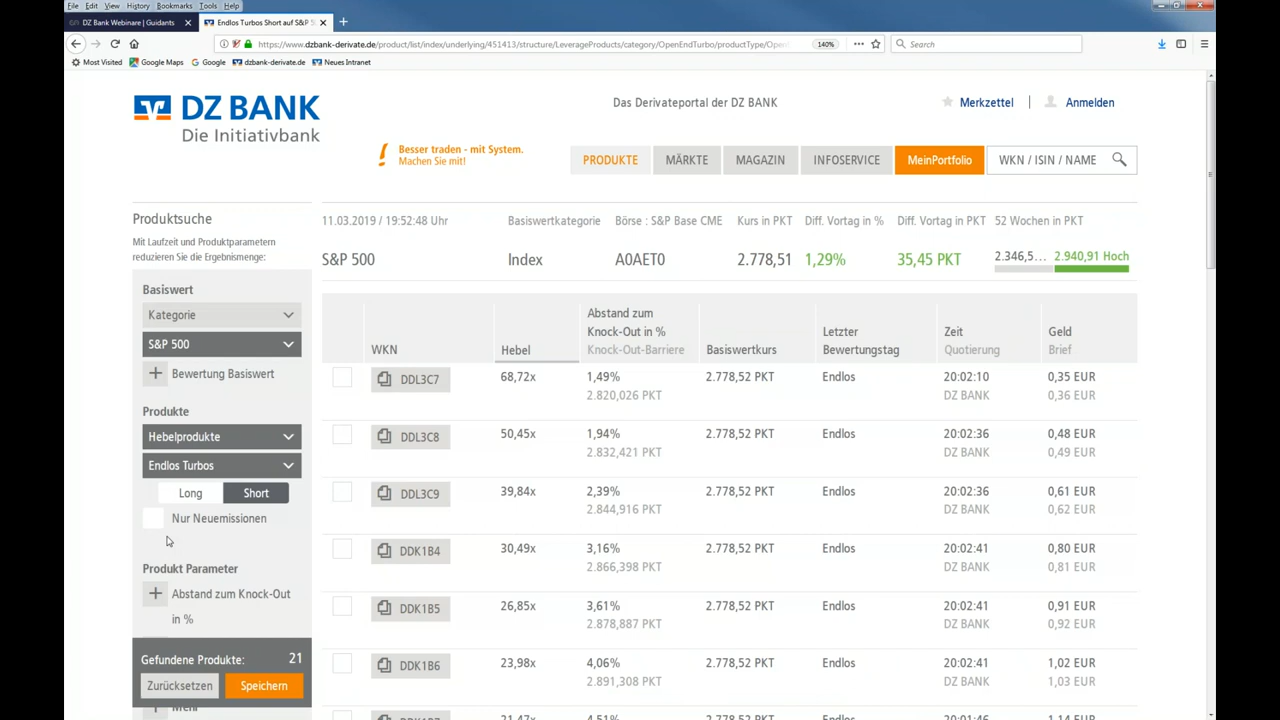 File Edit View History Bookmarks Tools Help
DZ Bank Webinare | Guidants
Endlos Turbos Short auf S&P 5
https://www.dzbank-derivate.de/product/list/index/underlying/451413/structure/LeverageProducts/category/OpenEndTurbo/productType/Open
140%
Search
Most Visited Google Maps Google dzbank-derivate.de Neues Intranet
DZ BANK
Die Initiativbank
Das Derivateportal der DZ BANK
Merkzettel
Anmelden
Besser traden - mit System.
Machen Sie mit!
PRODUKTE MÄRKTE MAGAZIN INFOSERVICE MeinPortfolio WKN / ISIN / NAME
Produktsuche
Mit Laufzeit und Produktparametern
reduzieren Sie die Ergebnismenge:
Basiswert
Kategorie
S&P 500
Bewertung Basiswert
Produkte
Hebelprodukte
Endlos Turbos
Long Short
Nur Neuemissionen
Produkt Parameter
Abstand zum Knock-Out
in %
Gefundene Produkte: 21
Zurücksetzen Speichern
Mehr
11.03.2019 / 19:52:48 Uhr Basiswertkategorie Börse : S&P Base CME Kurs in PKT Diff. Vortag in % Diff. Vortag in PKT 52 Wochen in PKT
S&P 500 Index A0AET0 2.778,51 1,29% 35,45 PKT 2.346,5... 2.940,91 Hoch
WKN Hebel Abstand zum Knock-Out in % Knock-Out-Barriere Basiswertkurs Letzter Bewertungstag Zeit Quotierung Geld Brief
DDL3C7 68,72x 1,49% 2.778,52 PKT Endlos 20:02:10 0,35 EUR
2.820,026 PKT DZ BANK 0,36 EUR
DDL3C8 50,45x 1,94% 2.778,52 PKT Endlos 20:02:36 0,48 EUR
2.832,421 PKT DZ BANK 0,49 EUR
DDL3C9 39,84x 2,39% 2.778,52 PKT Endlos 20:02:36 0,61 EUR
2.844,916 PKT DZ BANK 0,62 EUR
DDK1B4 30,49x 3,16% 2.778,52 PKT Endlos 20:02:41 0,80 EUR
2.866,398 PKT DZ BANK 0,81 EUR
DDK1B5 26,85x 3,61% 2.778,52 PKT Endlos 20:02:41 0,91 EUR
2.878,887 PKT DZ BANK 0,92 EUR
DDK1B6 23,98x 4,06% 2.778,52 PKT Endlos 20:02:41 1,02 EUR
2.891,308 PKT DZ BANK 1,03 EUR